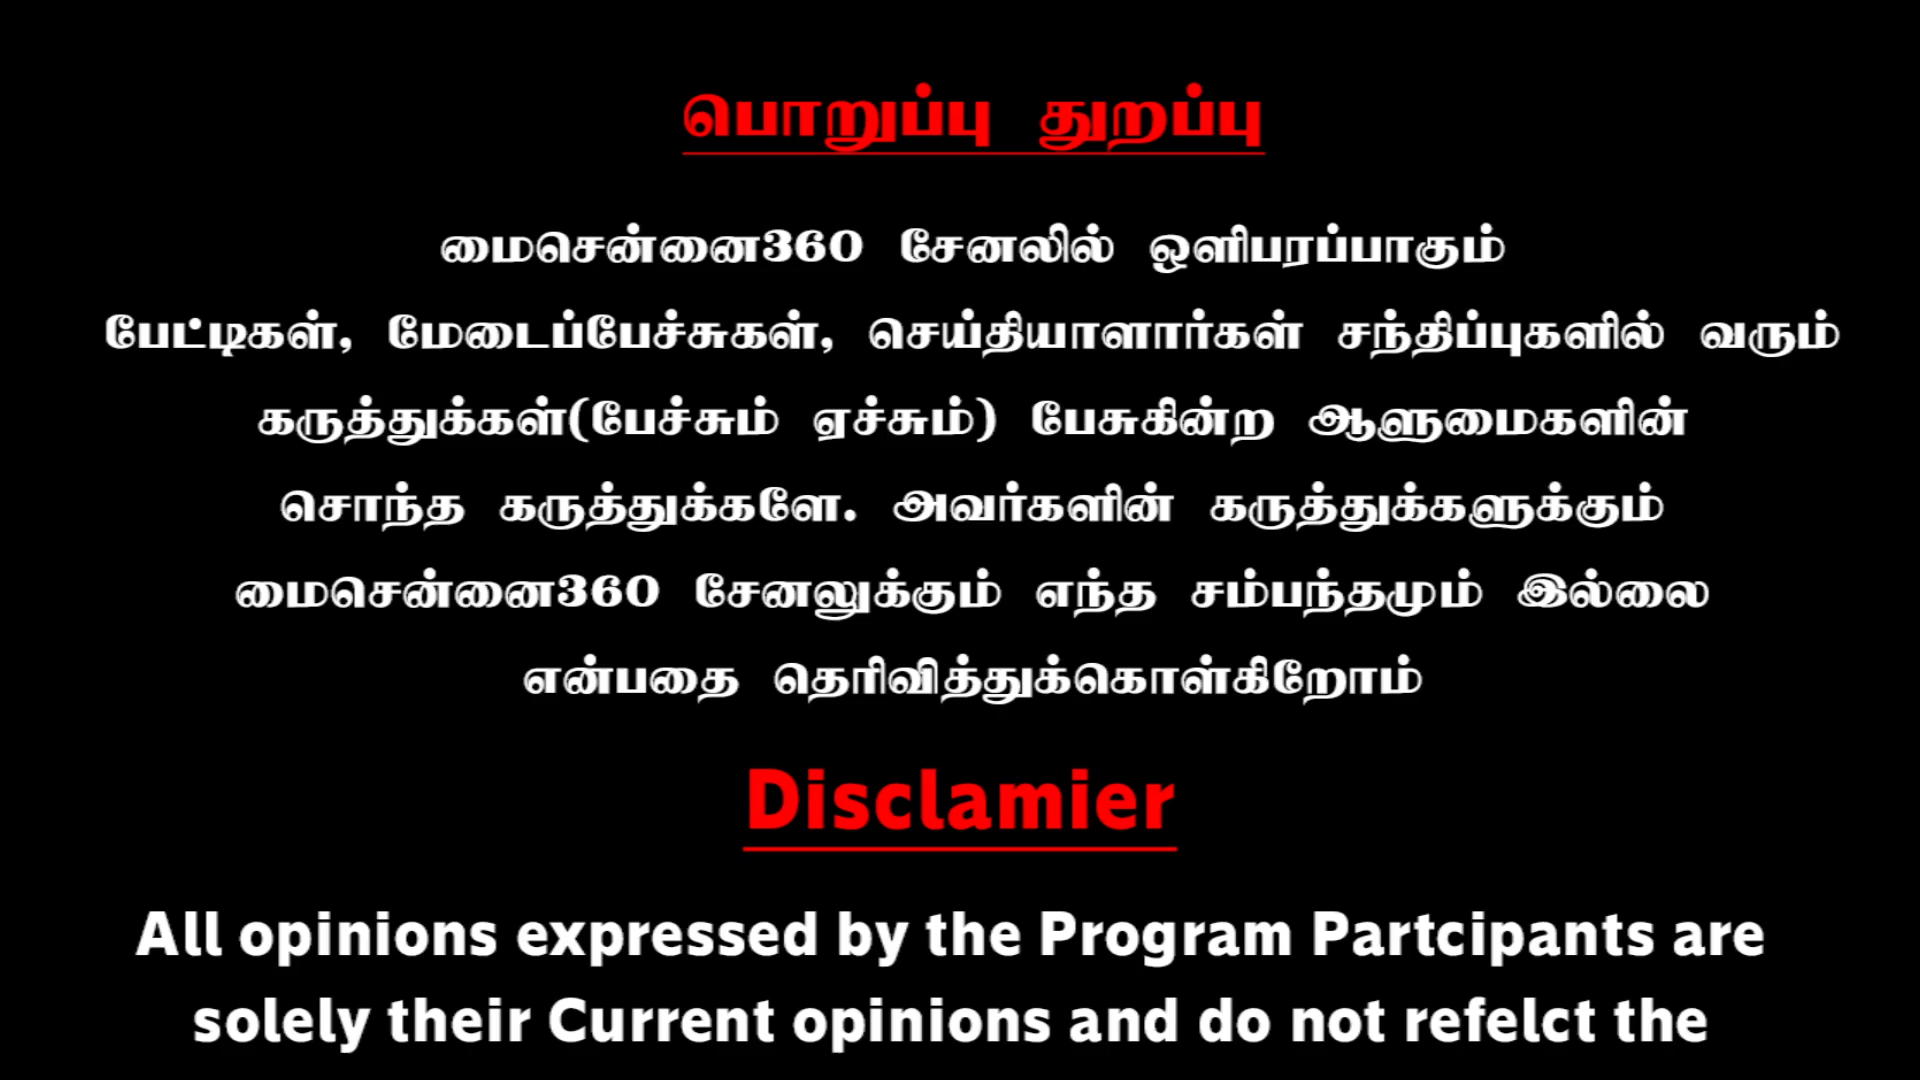 பொறுப்பு துறப்பு
மைசென்னை360 சேனலில் ஒளிபரப்பாகும்
பேட்டிகள், மேடைப்பேச்சுகள், செய்தியாளார்கள் சந்திப்புகளில் வரும்
கருத்துக்கள்(பேச்சும் ஏச்சும்) பேசுகின்ற ஆளுமைகளின்
சொந்த கருத்துக்களே. அவர்களின் கருத்துக்களுக்கும்
மைசென்னை360 சேனலுக்கும் எந்த சம்பந்தமும் இல்லை
என்பதை தெரிவித்துக்கொள்கிறோம்
Disclamier
All opinions expressed by the Program Partcipants are
solely their Current opinions and do not refelct the